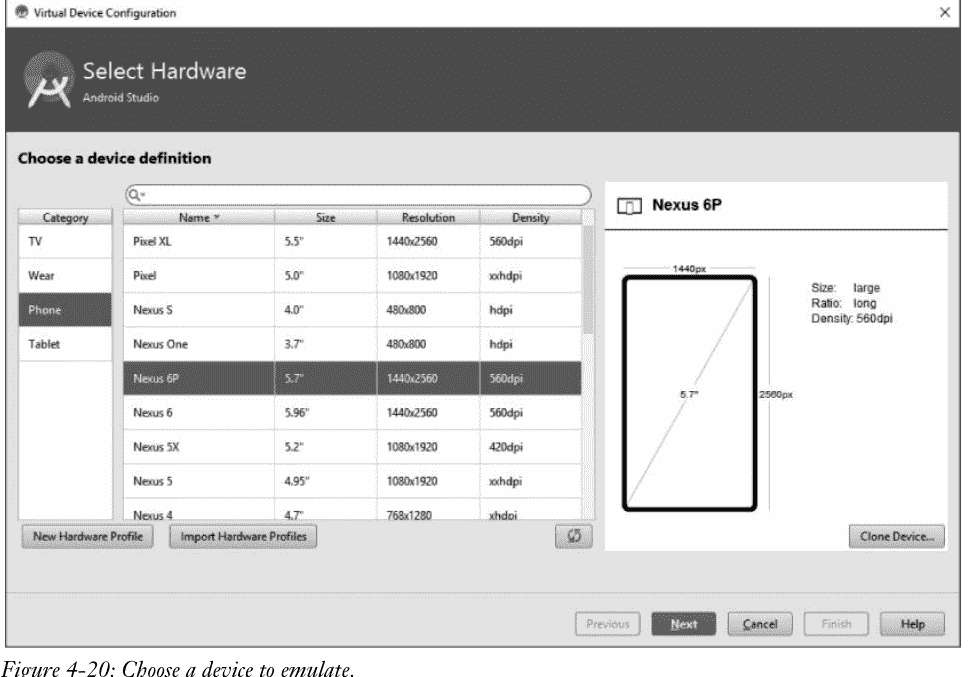 Virtual Device Configuration
Select Hardware
Android Studio
Choose a device definition
Category
TV
Wear
Phone
Tablet
Name Size Resolution Density
Pixel XL 5.5" 1440x2560 560dpi
Pixel 5.0" 1080x1920 xxhdpi
Nexus S 4.0" 480x800 hdpi
Nexus One 3.7" 480x800 hdpi
Nexus 6P 5.7" 1440x2560 560dpi
Nexus 6 5.96" 1440x2560 560dpi
Nexus 5X 5.2" 1080x1920 420dpi
Nexus 5 4.95" 1080x1920 xxhdpi
Nexus 4 4.7" 768x1280 xhdpi
New Hardware Profile Import Hardware Profiles
Nexus 6P
1440px
5.7"
2560px
Size: large
Ratio: long
Density: 560dpi
Clone Device...
Previous Next Cancel Finish Help
Figure 4-20: Choose a device to emulate.